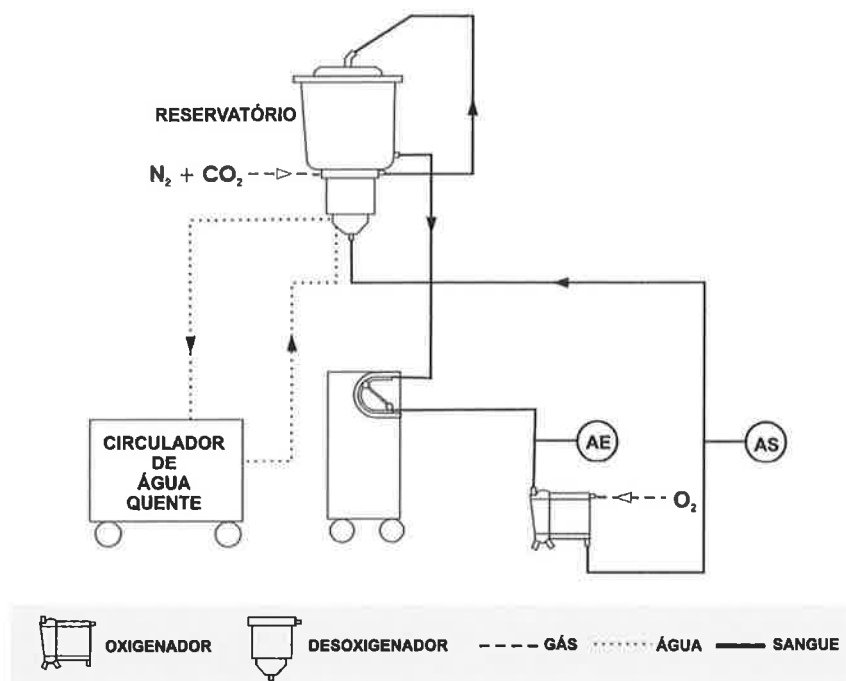 RESERVATÓRIO
N₂ + CO₂
CIRCULADOR
DE
ÁGUA
QUENTE
AE
AS
O₂
OXIGENADOR
DESOXIGENADOR
GÁS
ÁGUA
SANGUE